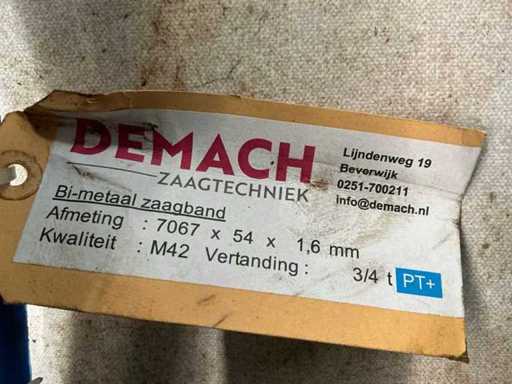 DEMACH
ZAAGTECHNIEK
Lijndenweg 19
Beverwijk
0251-700211
info@demach.nl
Bi-metaal zaagband
Afmeting : 7067 x 54 x 1,6 mm
Kwaliteit : M42 Vertanding : 3/4 t PT+